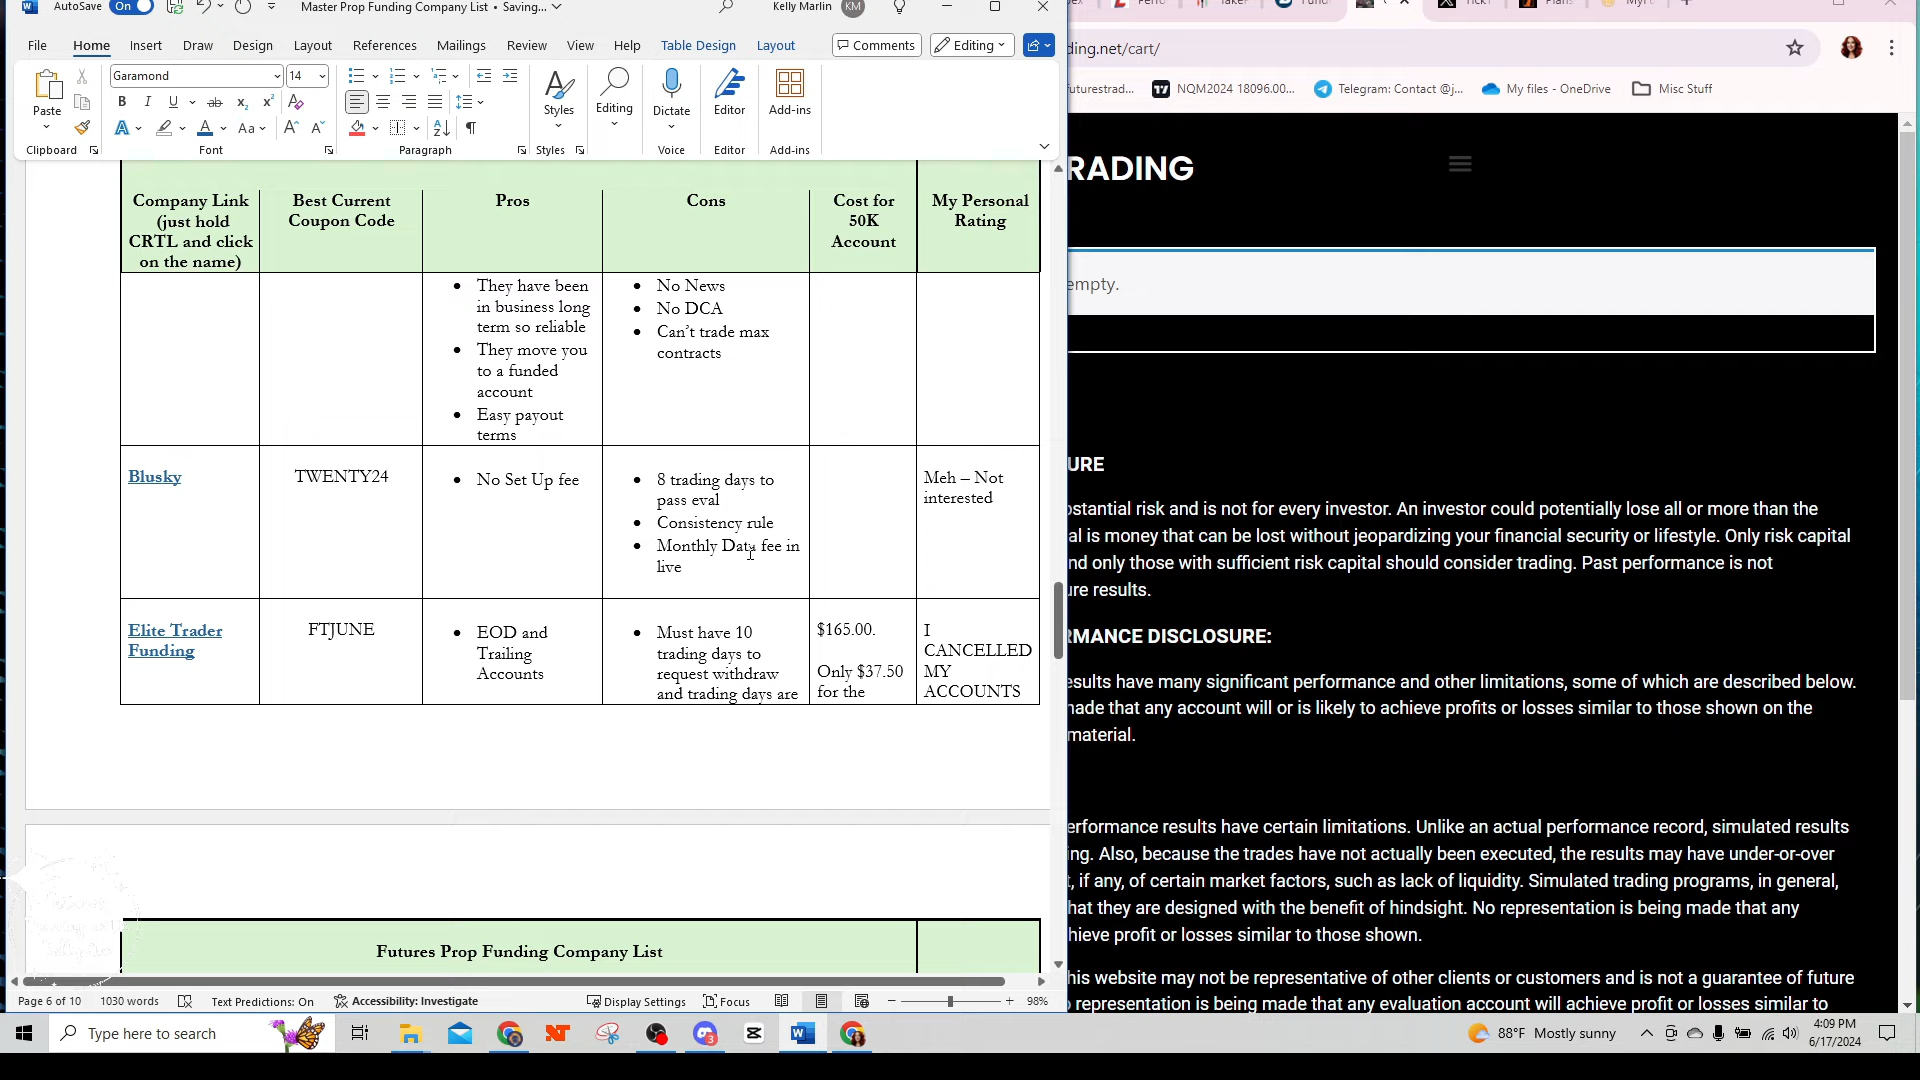 AutoSave On
Master Prop Funding Company List • Saving...
Kelly Marlin KM
File Home Insert Draw Design Layout References Mailings Review View Help Table Design Layout
Comments Editing
Garamond 14
Paste
Styles
Editing
Dictate
Editor
Add-ins
Clipboard Font Paragraph Styles Voice Editor Add-ins
Company Link
(just hold
CRTL and click
on the name)
Best Current
Coupon Code
Pros
Cons
Cost for
50K
Account
My Personal
Rating
• They have been
in business long
term so reliable
• They move you
to a funded
account
• Easy payout
terms
• No News
• No DCA
• Can't trade max
contracts
Blusky
TWENTY24
• No Set Up fee
• 8 trading days to
pass eval
• Consistency rule
• Monthly Data fee in
live
Meh – Not
interested
Elite Trader
Funding
FTJUNE
• EOD and
Trailing
Accounts
• Must have 10
trading days to
request withdraw
and trading days are
$165.00.
Only $37.50
for the
I
CANCELLED
MY
ACCOUNTS
Futures Prop Funding Company List
Page 6 of 10 1030 words Text Predictions: On Accessibility: Investigate Display Settings Focus 98%
ding.net/cart/
futurestrad... NQM2024 18096.00... Telegram: Contact @j... My files - OneDrive Misc Stuff
RADING
empty.
URE
bstantial risk and is not for every investor. An investor could potentially lose all or more than the
al is money that can be lost without jeopardizing your financial security or lifestyle. Only risk capital
nd only those with sufficient risk capital should consider trading. Past performance is not
ure results.
RMANCE DISCLOSURE:
esults have many significant performance and other limitations, some of which are described below.
made that any account will or is likely to achieve profits or losses similar to those shown on the
material.
erformance results have certain limitations. Unlike an actual performance record, simulated results
ing. Also, because the trades have not actually been executed, the results may have under-or-over
t, if any, of certain market factors, such as lack of liquidity. Simulated trading programs, in general,
hat they are designed with the benefit of hindsight. No representation is being made that any
hieve profit or losses similar to those shown.
his website may not be representative of other clients or customers and is not a guarantee of future
o representation is being made that any evaluation account will achieve profit or losses similar to
Type here to search
88°F Mostly sunny
4:09 PM
6/17/2024